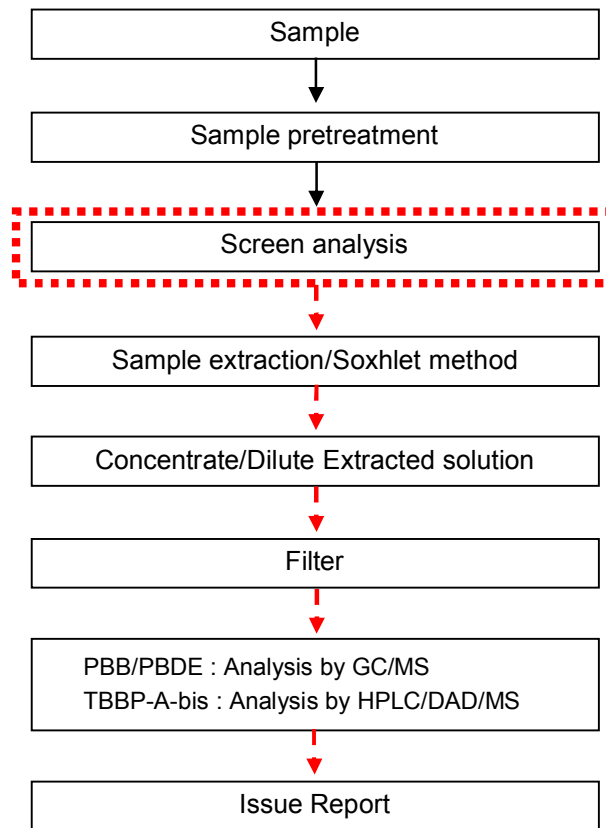 Sample
Sample pretreatment
Screen analysis
Sample extraction/Soxhlet method
Concentrate/Dilute Extracted solution
Filter
PBB/PBDE : Analysis by GC/MS
TBBP-A-bis : Analysis by HPLC/DAD/MS
Issue Report